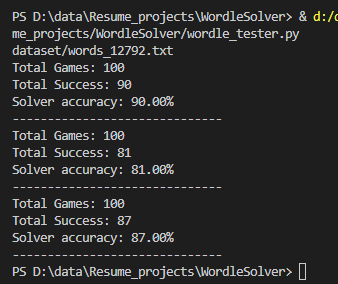 PS D:\data\Resume_projects\WordleSolver> & d:/
me_projects/WordleSolver/wordle_tester.py
dataset/words_12792.txt
Total Games: 100
Total Success: 90
Solver accuracy: 90.00%
------------------------------
Total Games: 100
Total Success: 81
Solver accuracy: 81.00%
------------------------------
Total Games: 100
Total Success: 87
Solver accuracy: 87.00%
------------------------------
PS D:\data\Resume_projects\WordleSolver>